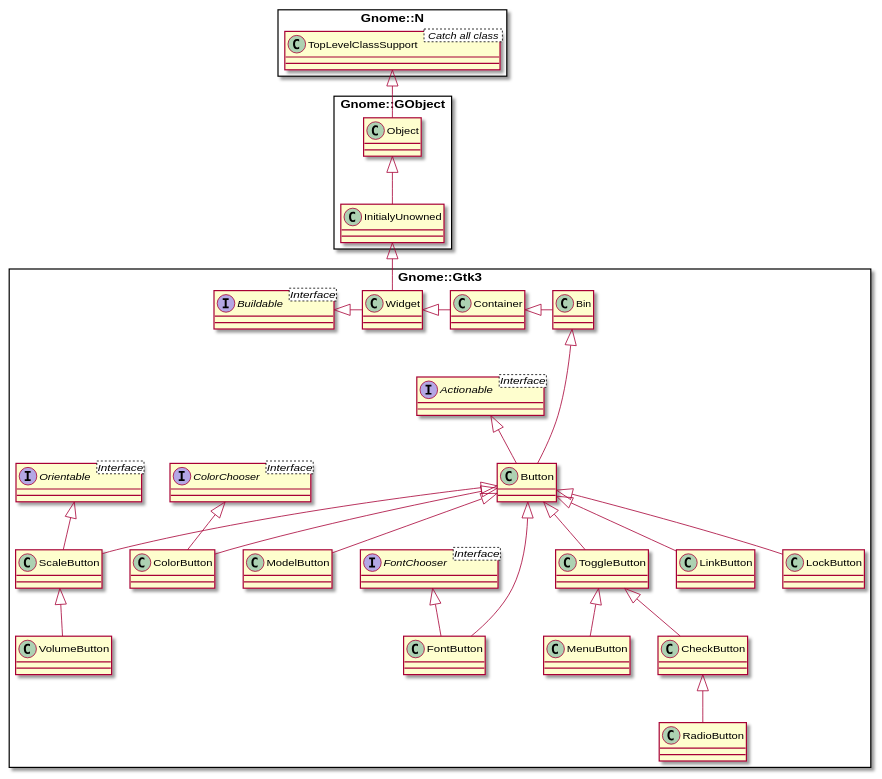 Gnome::N
Catch all class
C TopLevelClassSupport
Gnome::GObject
C Object
C InitialyUnowned
Gnome::Gtk3
Interface
I Buildable
C Widget
C Container
C Bin
Interface
I Actionable
Interface
I Orientable
Interface
I ColorChooser
C Button
C ScaleButton
C ColorButton
C ModelButton
Interface
I FontChooser
C ToggleButton
C LinkButton
C LockButton
C VolumeButton
C FontButton
C MenuButton
C CheckButton
C RadioButton